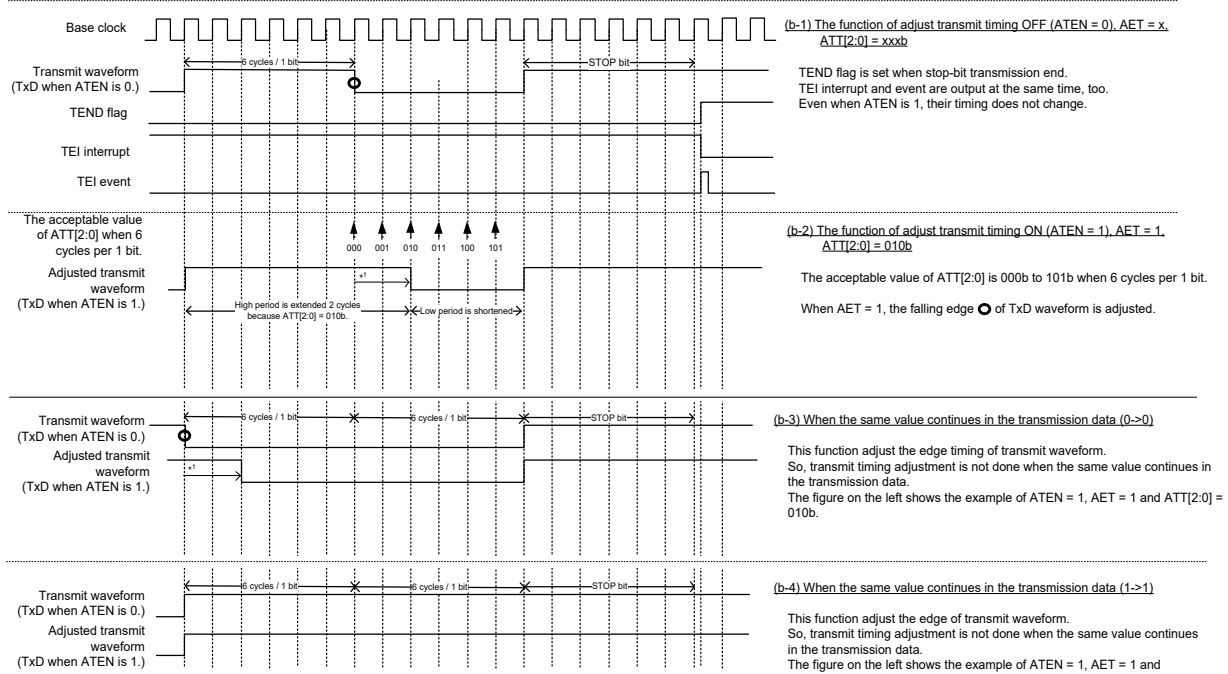 Base clock
(b-1) The function of adjust transmit timing OFF (ATEN = 0), AET = x,
ATT[2:0] = xxxb
6 cycles / 1 bit
STOP bit
Transmit waveform
(TxD when ATEN is 0.)
TEND flag is set when stop-bit transmission end.
TEI interrupt and event are output at the same time, too.
Even when ATEN is 1, their timing does not change.
TEND flag
TEI interrupt
TEI event
The acceptable value
of ATT[2:0] when 6
cycles per 1 bit.
000 001 010 011 100 101
(b-2) The function of adjust transmit timing ON (ATEN = 1), AET = 1,
ATT[2:0] = 010b
Adjusted transmit
waveform
(TxD when ATEN is 1.)
*1
High period is extended 2 cycles
because ATT[2:0] = 010b.
Low period is shortened
The acceptable value of ATT[2:0] is 000b to 101b when 6 cycles per 1 bit.
When AET = 1, the falling edge O of TxD waveform is adjusted.
Transmit waveform
(TxD when ATEN is 0.)
6 cycles / 1 bit
6 cycles / 1 bit
STOP bit
(b-3) When the same value continues in the transmission data (0->0)
Adjusted transmit
waveform
(TxD when ATEN is 1.)
*1
This function adjust the edge timing of transmit waveform.
So, transmit timing adjustment is not done when the same value continues in
the transmission data.
The figure on the left shows the example of ATEN = 1, AET = 1 and ATT[2:0] =
010b.
Transmit waveform
(TxD when ATEN is 0.)
6 cycles / 1 bit
6 cycles / 1 bit
STOP bit
(b-4) When the same value continues in the transmission data (1->1)
Adjusted transmit
waveform
(TxD when ATEN is 1.)
This function adjust the edge of transmit waveform.
So, transmit timing adjustment is not done when the same value continues
in the transmission data.
The figure on the left shows the example of ATEN = 1, AET = 1 and